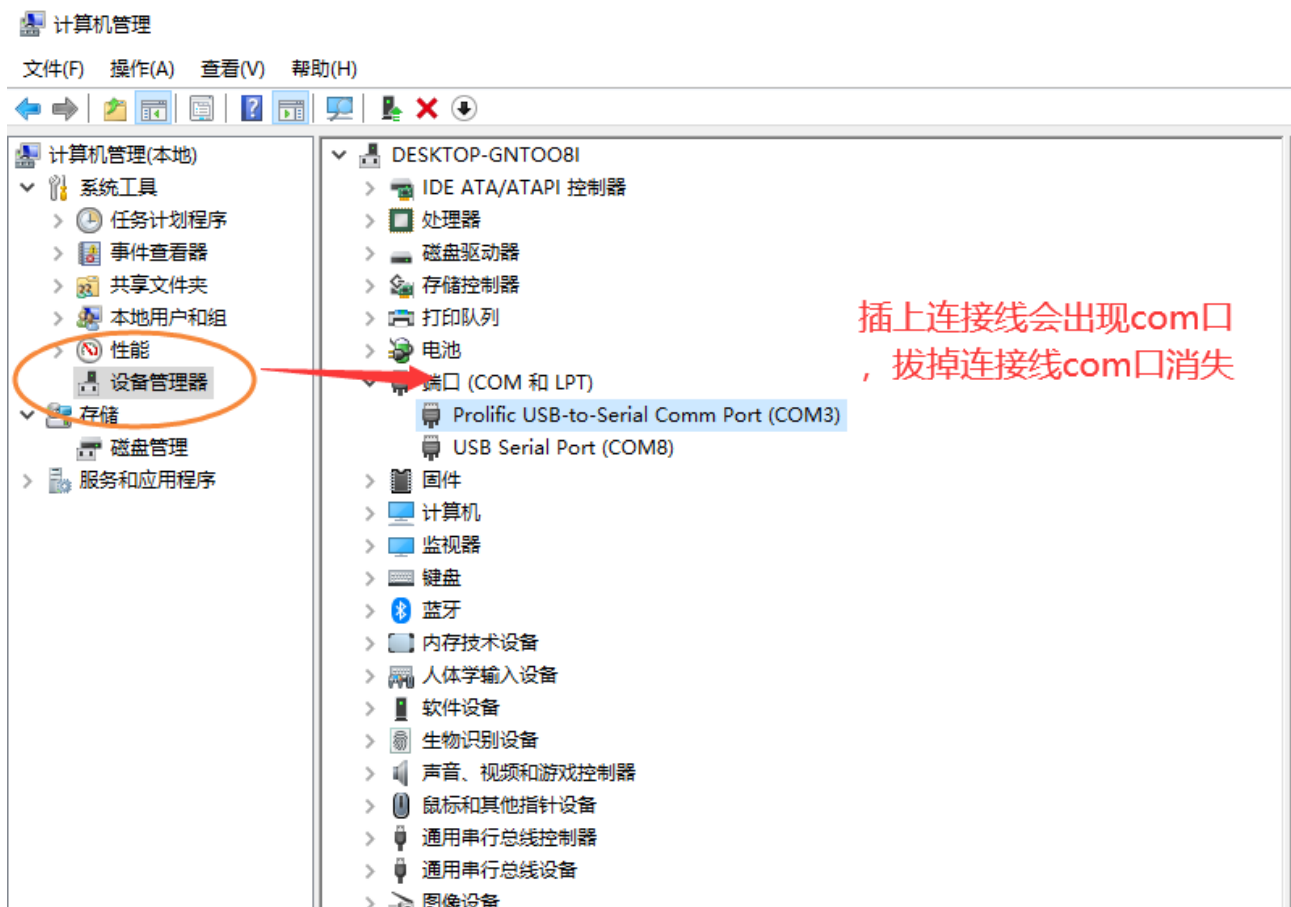 计算机管理
文件(F) 操作(A) 查看(V) 帮助(H)
计算机管理(本地)
系统工具
任务计划程序
事件查看器
共享文件夹
本地用户和组
性能
设备管理器
存储
磁盘管理
服务和应用程序
DESKTOP-GNTOO8I
IDE ATA/ATAPI 控制器
处理器
磁盘驱动器
存储控制器
打印队列
电池
端口 (COM 和 LPT)
Prolific USB-to-Serial Comm Port (COM3)
USB Serial Port (COM8)
固件
计算机
监视器
键盘
蓝牙
内存技术设备
人体学输入设备
软件设备
生物识别设备
声音、视频和游戏控制器
鼠标和其他指针设备
通用串行总线控制器
通用串行总线设备
图像设备
插上连接线会出现com口
，拔掉连接线com口消失